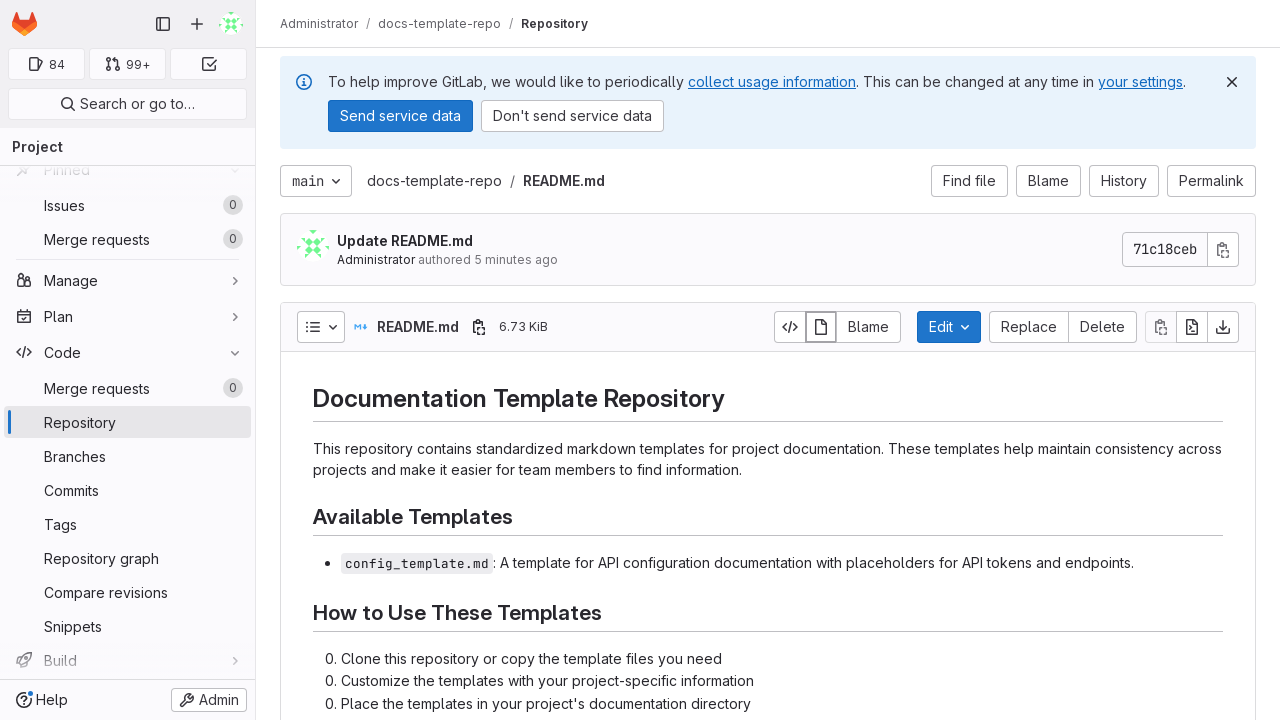 Administrator / docs-template-repo / Repository
84
99+
Search or go to…
Project
Pinned
Issues 0
Merge requests 0
Manage
Plan
Code
Merge requests 0
Repository
Branches
Commits
Tags
Repository graph
Compare revisions
Snippets
Build
Help
Admin
To help improve GitLab, we would like to periodically collect usage information. This can be changed at any time in your settings.
Send service data
Don't send service data
main
docs-template-repo / README.md
Find file
Blame
History
Permalink
Update README.md
Administrator authored 5 minutes ago
71c18ceb
README.md
6.73 KiB
Blame
Edit
Replace
Delete
Documentation Template Repository
This repository contains standardized markdown templates for project documentation. These templates help maintain consistency across
projects and make it easier for team members to find information.
Available Templates
• config_template.md: A template for API configuration documentation with placeholders for API tokens and endpoints.
How to Use These Templates
0. Clone this repository or copy the template files you need
0. Customize the templates with your project-specific information
0. Place the templates in your project's documentation directory